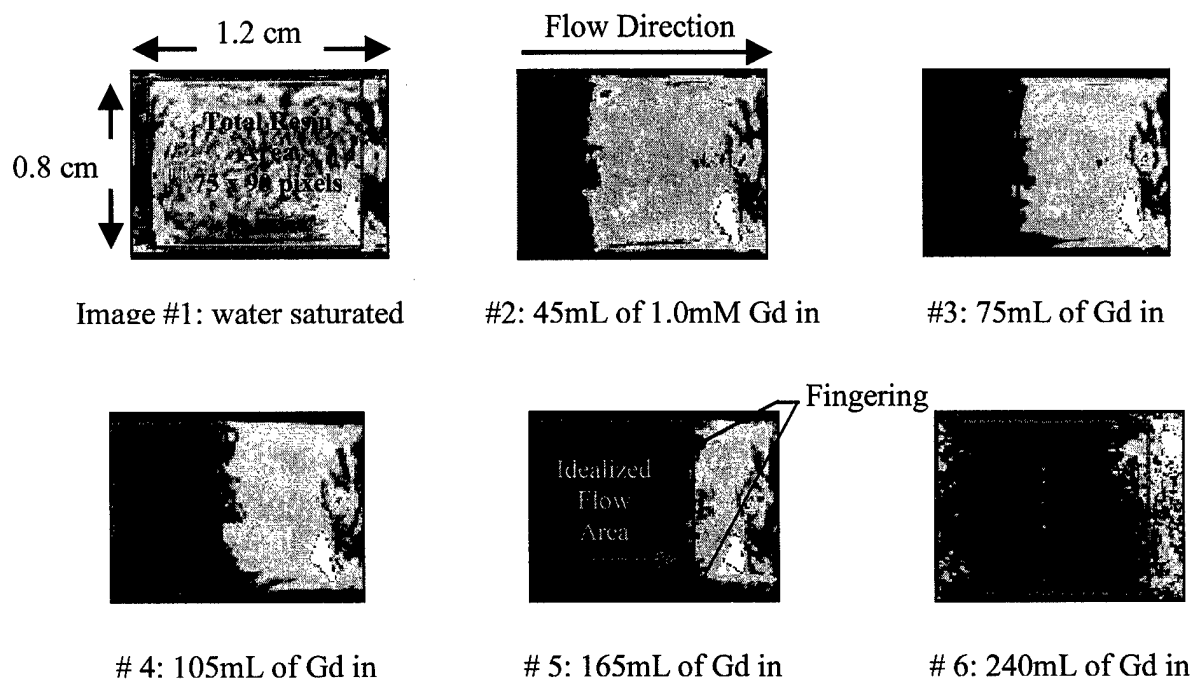 1.2 cm
Flow Direction
0.8 cm
Total Resin
Area
75 x 90 pixels
Image #1: water saturated
#2: 45mL of 1.0mM Gd in
#3: 75mL of Gd in
Fingering
Idealized
Flow
Area
# 4: 105mL of Gd in
# 5: 165mL of Gd in
# 6: 240mL of Gd in